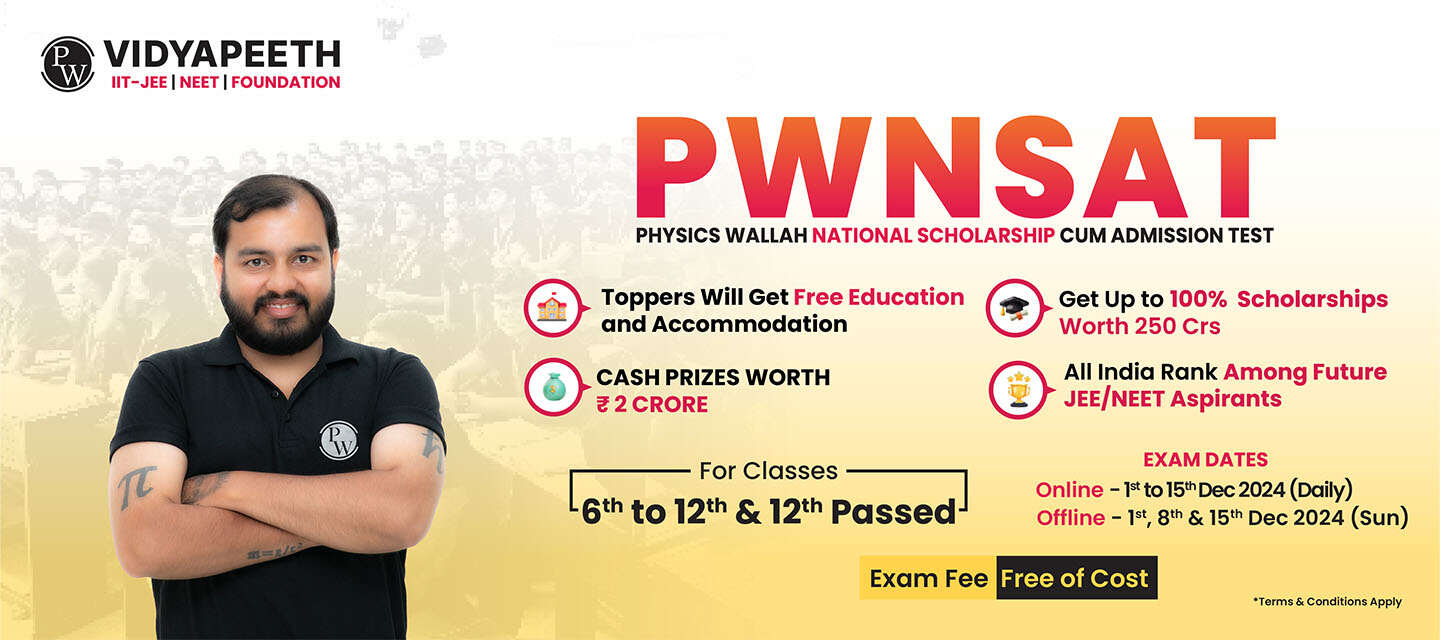 PW VIDYAPEETH
IIT-JEE | NEET | FOUNDATION
PWNSAT
PHYSICS WALLAH NATIONAL SCHOLARSHIP CUM ADMISSION TEST
Toppers Will Get Free Education
and Accommodation
Get Up to 100% Scholarships
Worth 250 Crs
CASH PRIZES WORTH
₹ 2 CRORE
All India Rank Among Future
JEE/NEET Aspirants
For Classes
6th to 12th & 12th Passed
EXAM DATES
Online - 1st to 15th Dec 2024 (Daily)
Offline - 1st, 8th & 15th Dec 2024 (Sun)
Exam Fee Free of Cost
*Terms & Conditions Apply
PW
π